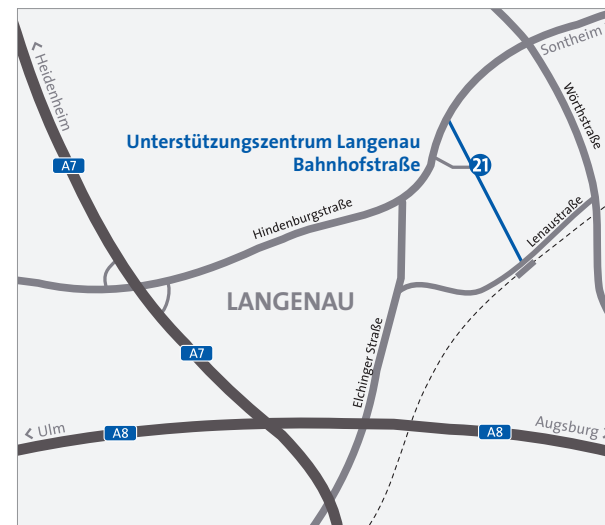 Sontheim
Heidenheim
Wörthstraße
Unterstützungszentrum Langenau
Bahnhofstraße
21
A7
Hindenburgstraße
Lenaustraße
LANGENAU
A7
Elchinger Straße
Ulm
A8
A8
Augsburg